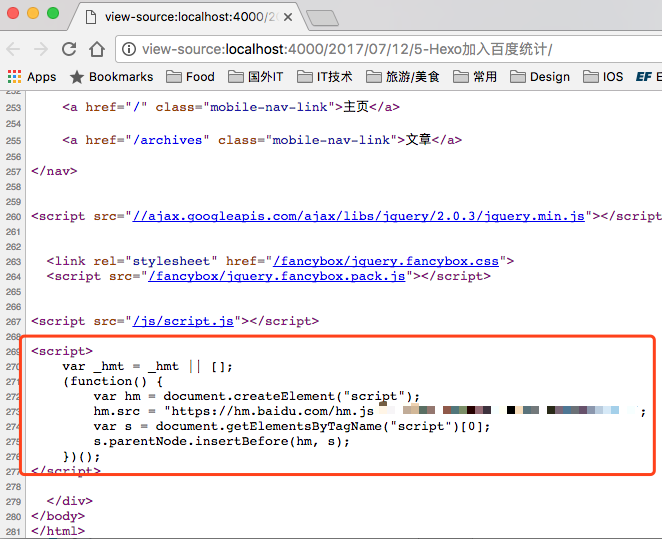 view-source:localhost:4000/20
view-source:localhost:4000/2017/07/12/5-Hexo加入百度统计/
Apps Bookmarks Food 国外IT IT技术 旅游/美食 常用 Design IOS EF E
252
253 <a href="/" class="mobile-nav-link">主页</a>
254
255 <a href="/archives" class="mobile-nav-link">文章</a>
256
257 </nav>
258
259
260 <script src="//ajax.googleapis.com/ajax/libs/jquery/2.0.3/jquery.min.js"></script
261
262
263 <link rel="stylesheet" href="/fancybox/jquery.fancybox.css">
264 <script src="/fancybox/jquery.fancybox.pack.js"></script>
265
266
267 <script src="/js/script.js"></script>
268
269 <script>
270 var _hmt = _hmt || [];
271 (function() {
272 var hm = document.createElement("script");
273 hm.src = "https://hm.baidu.com/hm.js ;
274 var s = document.getElementsByTagName("script")[0];
275 s.parentNode.insertBefore(hm, s);
276 })();
277 </script>
278
279 </div>
280 </body>
281 </html>